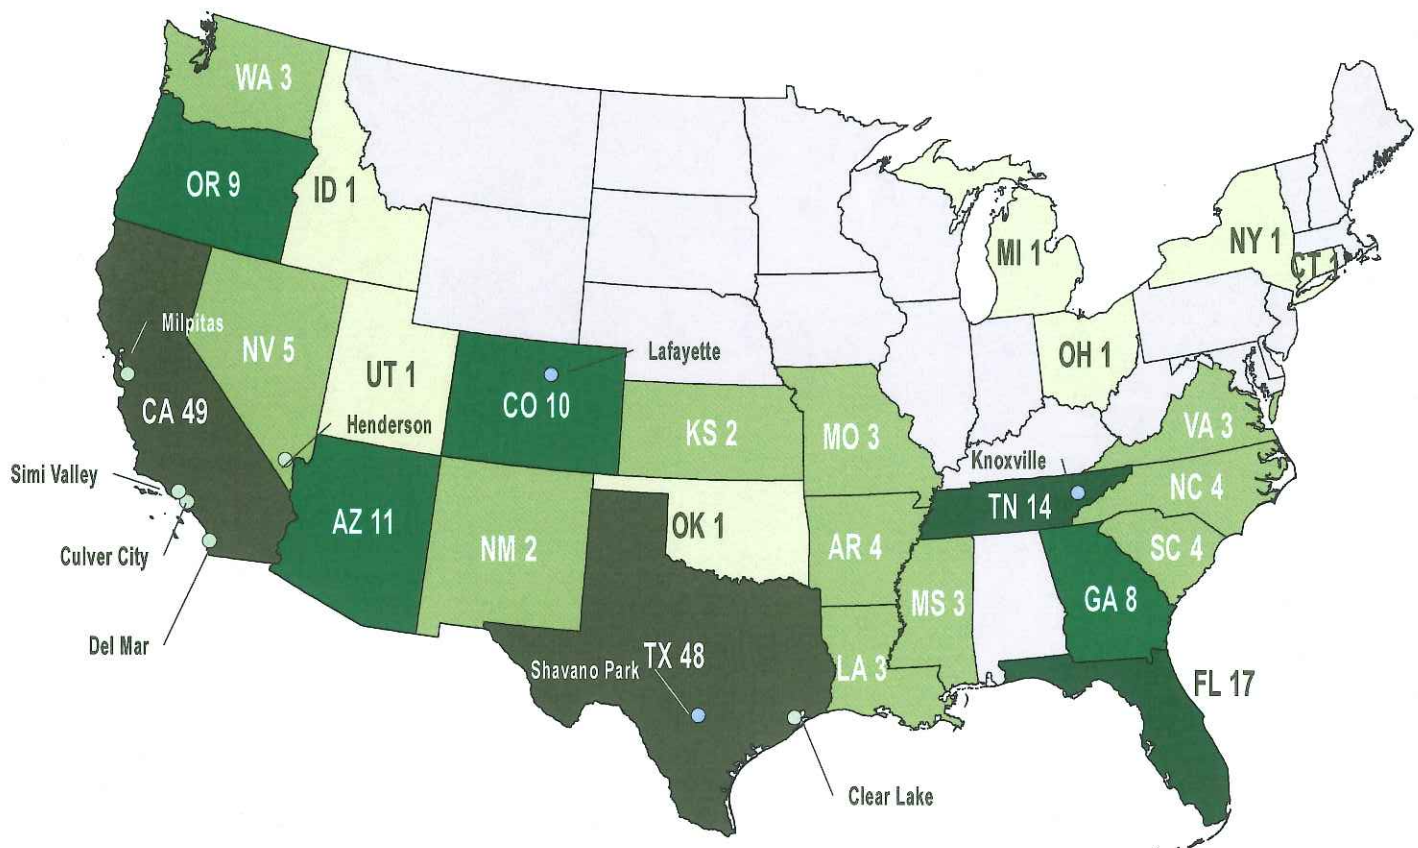 WA 3
OR 9
ID 1
MI 1
NY 1
CT 1
Milpitas
NV 5
Lafayette
OH 1
UT 1
CA 49
CO 10
Henderson
KS 2
MO 3
VA 3
Knoxville
Simi Valley
NC 4
TN 14
AZ 11
OK 1
NM 2
AR 4
SC 4
Culver City
MS 3
GA 8
Del Mar
TX 48
Shavano Park
LA 3
FL 17
Clear Lake